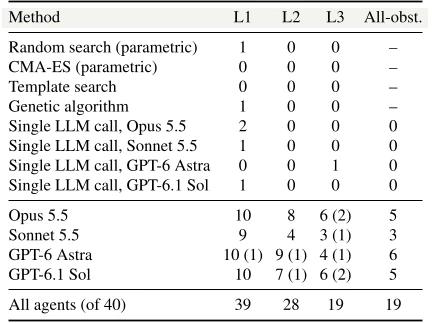 Method L1 L2 L3 All-obst.
Random search (parametric) 1 0 0 –
CMA-ES (parametric) 0 0 0 –
Template search 0 0 0 –
Genetic algorithm 1 0 0 –
Single LLM call, Opus 5.5 2 0 0 0
Single LLM call, Sonnet 5.5 1 0 0 0
Single LLM call, GPT-6 Astra 0 0 1 0
Single LLM call, GPT-6.1 Sol 1 0 0 0
Opus 5.5 10 8 6 (2) 5
Sonnet 5.5 9 4 3 (1) 3
GPT-6 Astra 10 (1) 9 (1) 4 (1) 6
GPT-6.1 Sol 10 7 (1) 6 (2) 5
All agents (of 40) 39 28 19 19